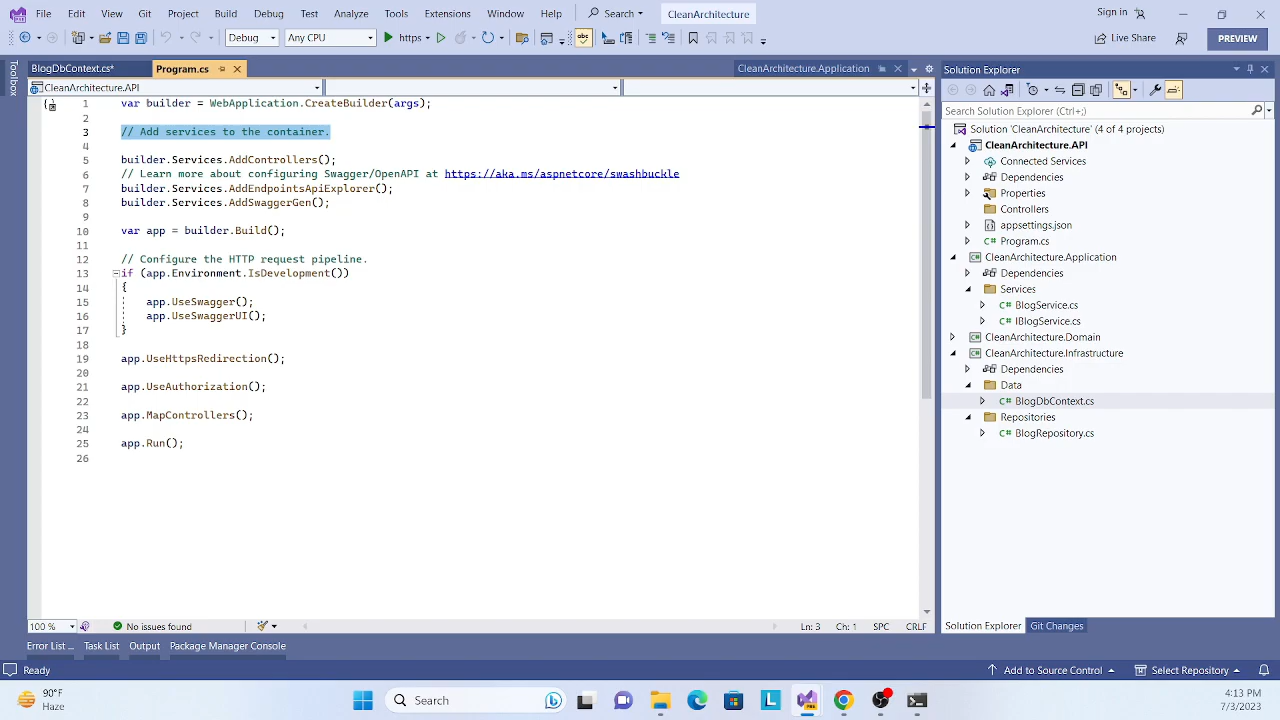 File Edit View Git Project Build Debug Test Analyze Tools Extensions Window Help Search CleanArchitecture Sign in
Debug Any CPU https Live Share PREVIEW
BlogDbContext.cs* Program.cs CleanArchitecture.Application
CleanArchitecture.API
1 var builder = WebApplication.CreateBuilder(args);
2
3 // Add services to the container.
4
5 builder.Services.AddControllers();
6 // Learn more about configuring Swagger/OpenAPI at https://aka.ms/aspnetcore/swashbuckle
7 builder.Services.AddEndpointsApiExplorer();
8 builder.Services.AddSwaggerGen();
9
10 var app = builder.Build();
11
12 // Configure the HTTP request pipeline.
13 if (app.Environment.IsDevelopment())
14 {
15 app.UseSwagger();
16 app.UseSwaggerUI();
17 }
18
19 app.UseHttpsRedirection();
20
21 app.UseAuthorization();
22
23 app.MapControllers();
24
25 app.Run();
26
100 % No issues found Ln: 3 Ch: 1 SPC CRLF
Toolbox
Solution Explorer
Search Solution Explorer (Ctrl+;)
Solution 'CleanArchitecture' (4 of 4 projects)
CleanArchitecture.API
Connected Services
Dependencies
Properties
Controllers
appsettings.json
C# Program.cs
CleanArchitecture.Application
Dependencies
Services
C# BlogService.cs
C# IBlogService.cs
CleanArchitecture.Domain
CleanArchitecture.Infrastructure
Dependencies
Data
C# BlogDbContext.cs
Repositories
C# BlogRepository.cs
Solution Explorer Git Changes
Error List ... Task List Output Package Manager Console
Ready Add to Source Control Select Repository
90°F
Haze
Search
4:13 PM
7/3/2023